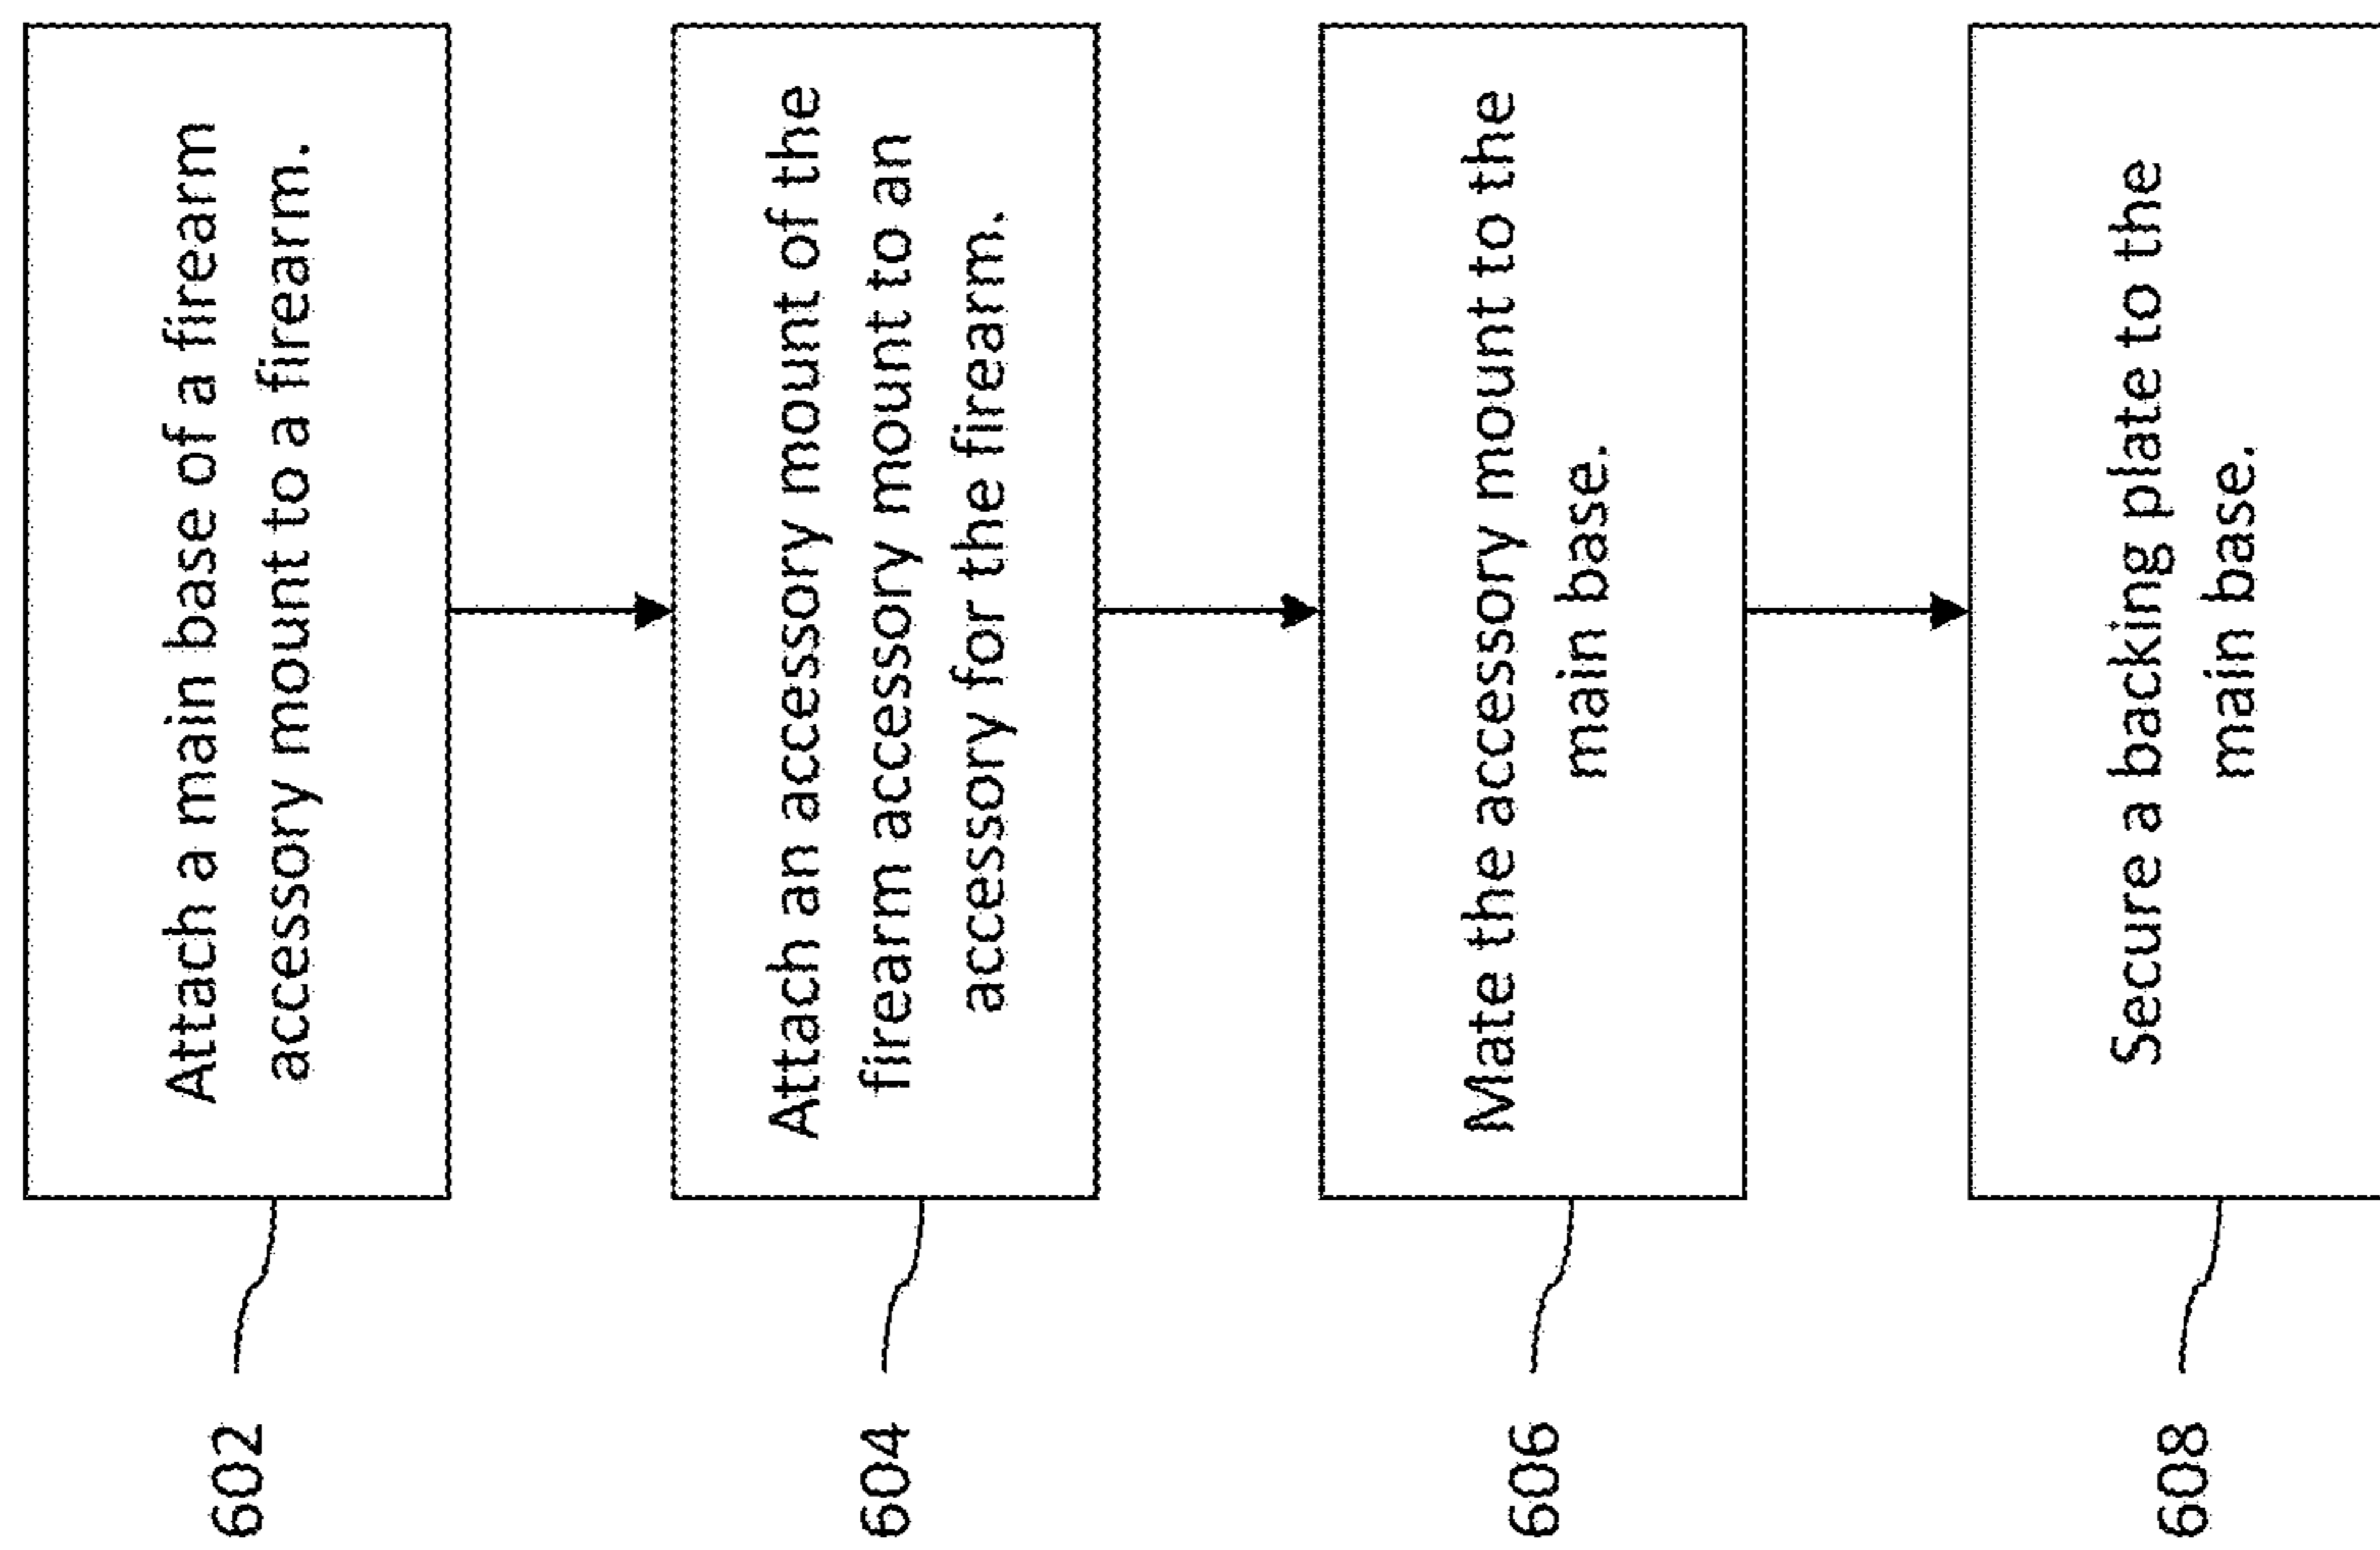 602
Attach a main base of a firearm
accessory mount to a firearm.
604
Attach an accessory mount of the
firearm accessory mount to an
accessory for the firearm.
606
Mate the accessory mount to the
main base.
608
Secure a backing plate to the
main base.